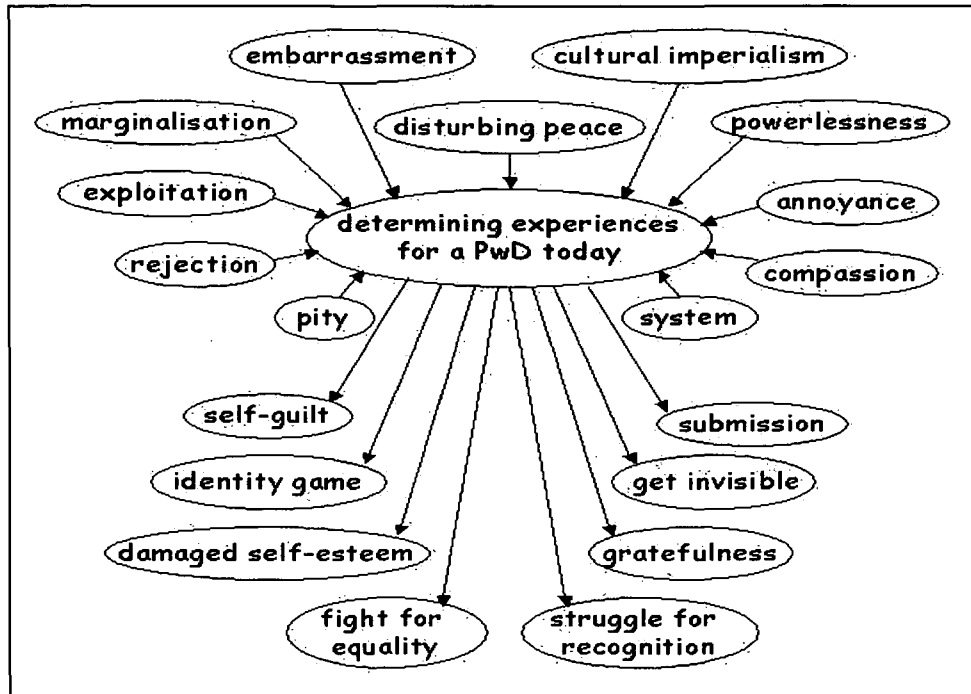 embarrassment
cultural imperialism
marginalisation
disturbing peace
powerlessness
exploitation
determining experiences
for a PwD today
annoyance
rejection
compassion
pity
system
self-guilt
submission
identity game
get invisible
damaged self-esteem
gratefulness
fight for
equality
struggle for
recognition